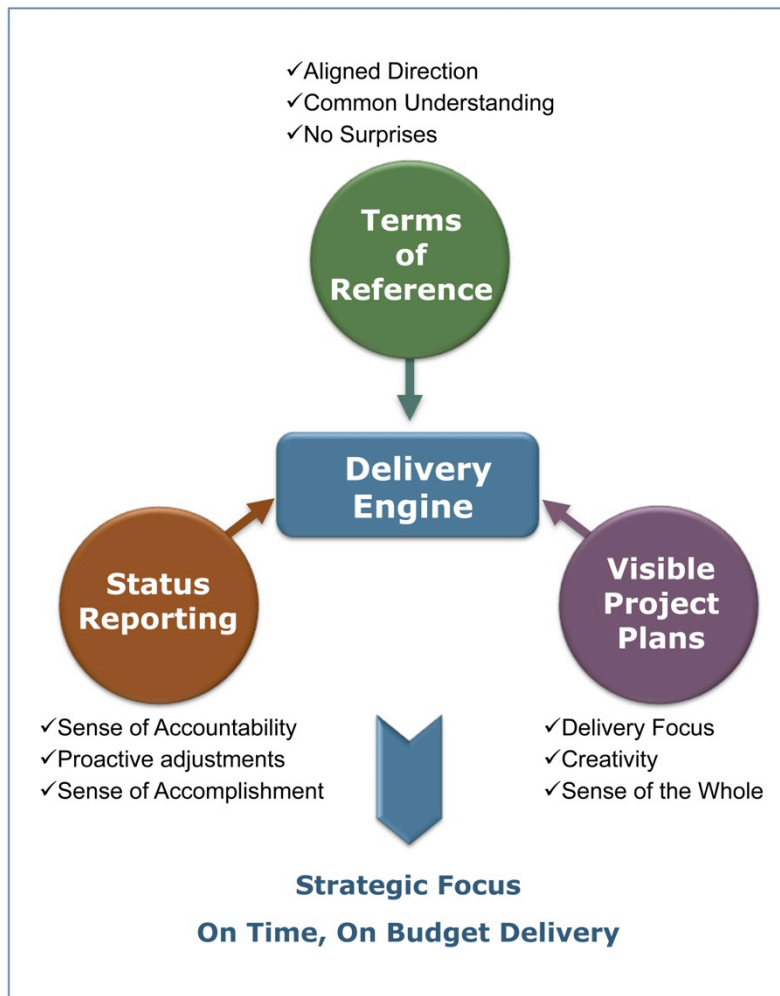 ✓Aligned Direction
✓Common Understanding
✓No Surprises
Terms
of
Reference
Delivery
Engine
Status
Reporting
✓Sense of Accountability
✓Proactive adjustments
✓Sense of Accomplishment
Visible
Project
Plans
✓Delivery Focus
✓Creativity
✓Sense of the Whole
Strategic Focus
On Time, On Budget Delivery